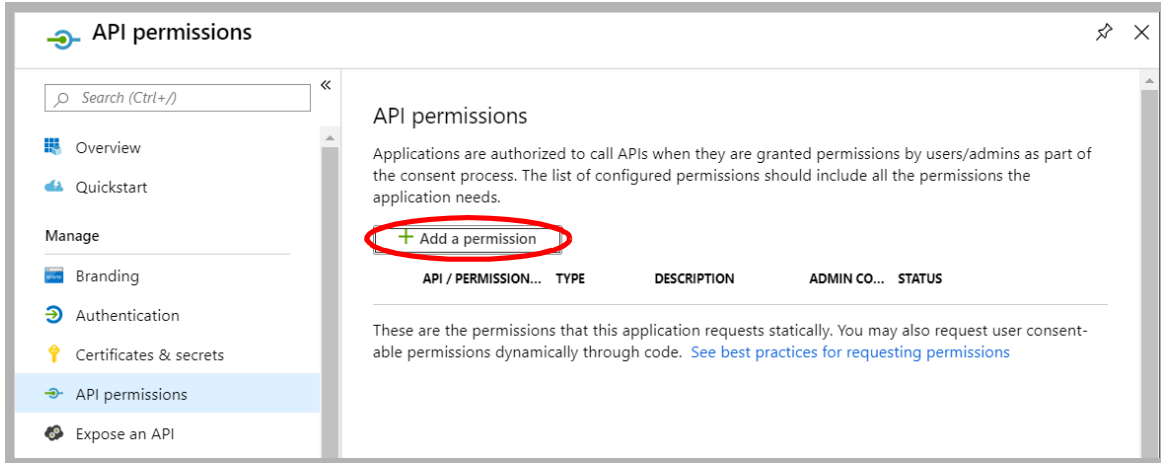 API permissions
Search (Ctrl+/)
«
Overview
Quickstart
Manage
Branding
Authentication
Certificates & secrets
API permissions
Expose an API
API permissions
Applications are authorized to call APIs when they are granted permissions by users/admins as part of
the consent process. The list of configured permissions should include all the permissions the
application needs.
+ Add a permission
API / PERMISSION... TYPE DESCRIPTION ADMIN CO... STATUS
These are the permissions that this application requests statically. You may also request user consent-
able permissions dynamically through code. See best practices for requesting permissions